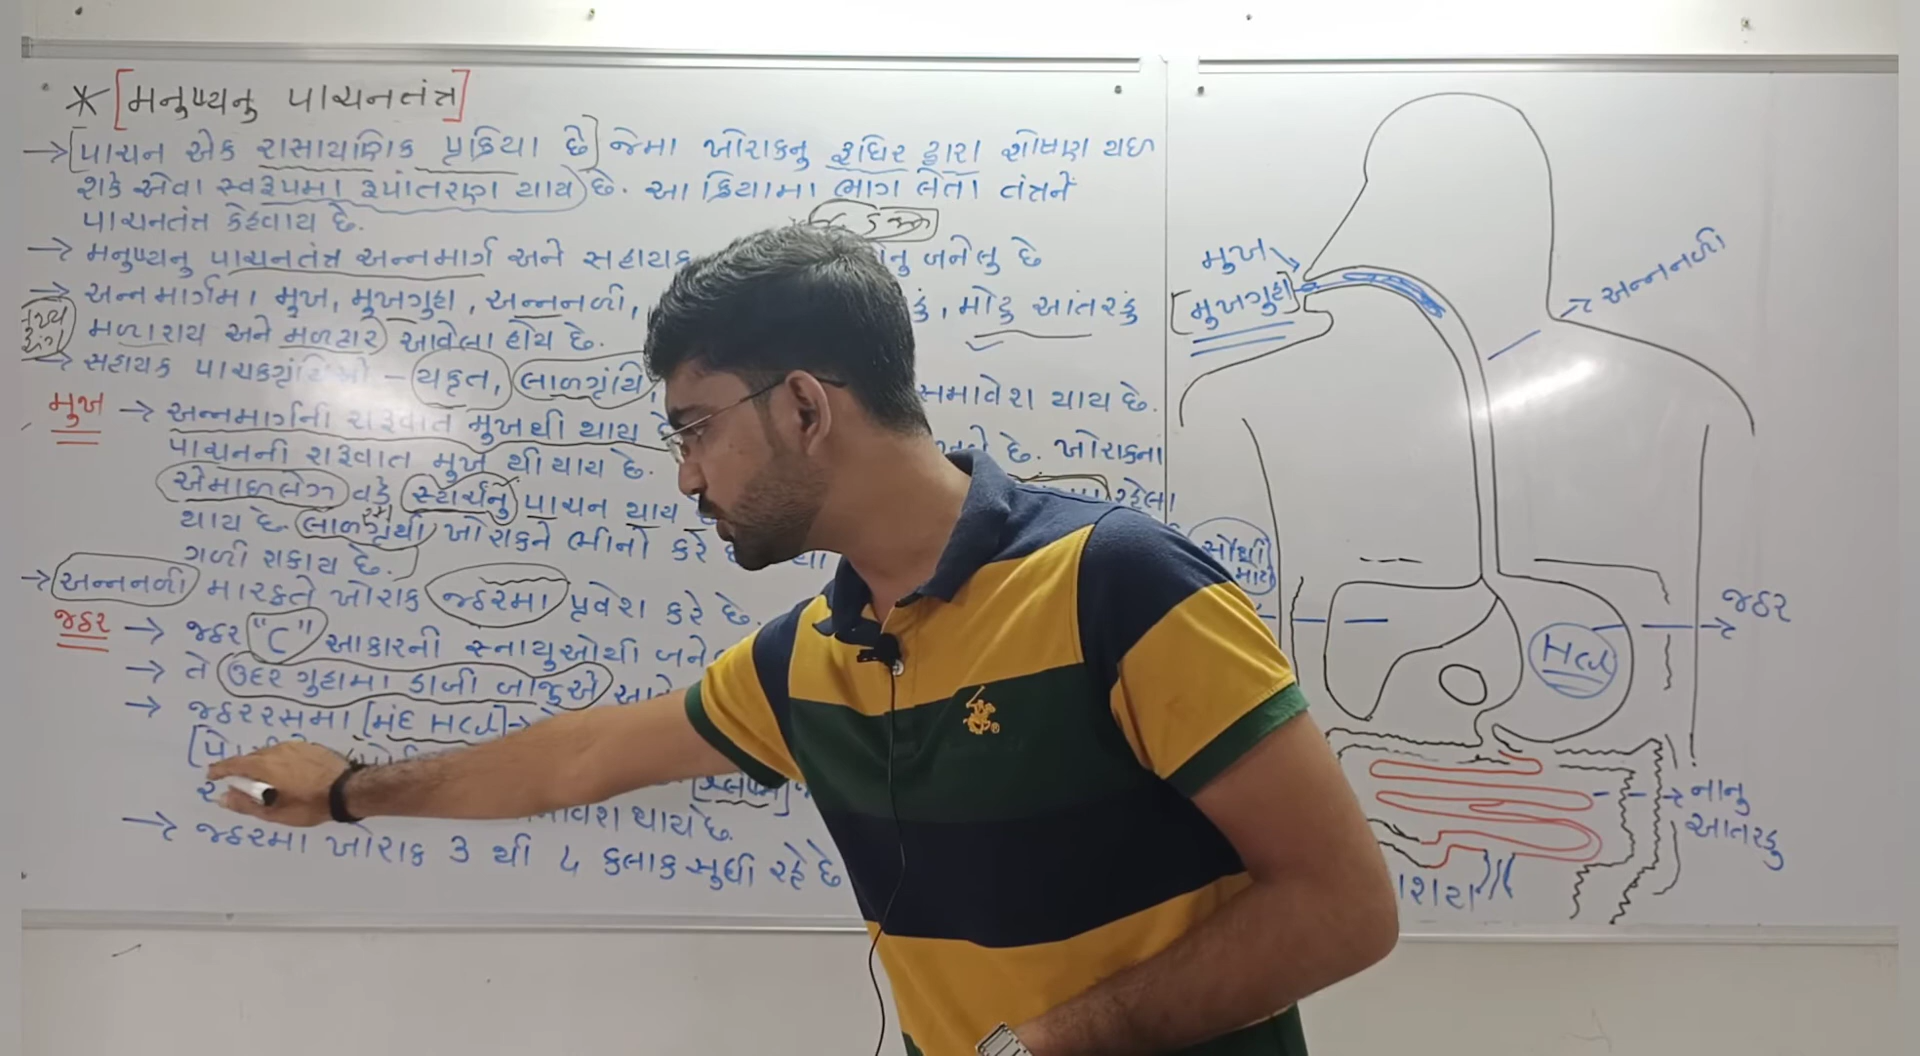 * [મનુષ્યનુ પાચનતંત્ર]
→ [પાચન એક રાસાયણિક પ્રક્રિયા છે] જેમા ખોરાકનુ રુધિર દ્વારા શોષણ થઇ
શકે એવા સ્વરૂપમા રૂપાંતરણ થાય છે. આ ક્રિયામા ભાગ લેતા તંત્રને
પાચનતંત્ર કેહવાય છે.
→ મનુષ્યનુ પાચનતંત્ર અન્નમાર્ગ અને સહાયક નુ બનેલુ છે
→ અન્નમાર્ગમા મુખ, મુખગુહા, અન્નનળી, મોટુ આંતરડું
મળાશય અને મળદ્વાર આવેલા હોય છે.
→ સહાયક પાચકગ્રંથિઓ - યકૃત, લાળગ્રંથિ, સમાવેશ થાય છે.
મુખ → અન્નમાર્ગની શરૂવાત મુખથી થાય છે. ખોરાકનાં
પાચનની શરૂવાત મુખ થી થાય છે.
એમાઇલેઝ વડે સ્ટાર્ચનુ પાચન થાય રહેલા
થાય છે. લાળગ્રંથી ખોરાકને ભીનો કરે
ગળી શકાય છે.
→ અન્નનળી મારફતે ખોરાક જઠરમા પ્રવેશ કરે છે.
જઠર → જઠર "C" આકારની સ્નાયુઓથી
→ તે ઉદર ગુહામા ડાબી બાજુએ
→ જઠરરસમા [મંદ HCl] →
[શ્લેષ્મ]
થાય છે.
→ જઠરમા ખોરાક 3 થી 4 કલાક સુધી રહે છે
મુખ
[મુખગુહા]
અન્નનળી
સૌથી
જઠર
HCl
નાનુ
આતરડુ